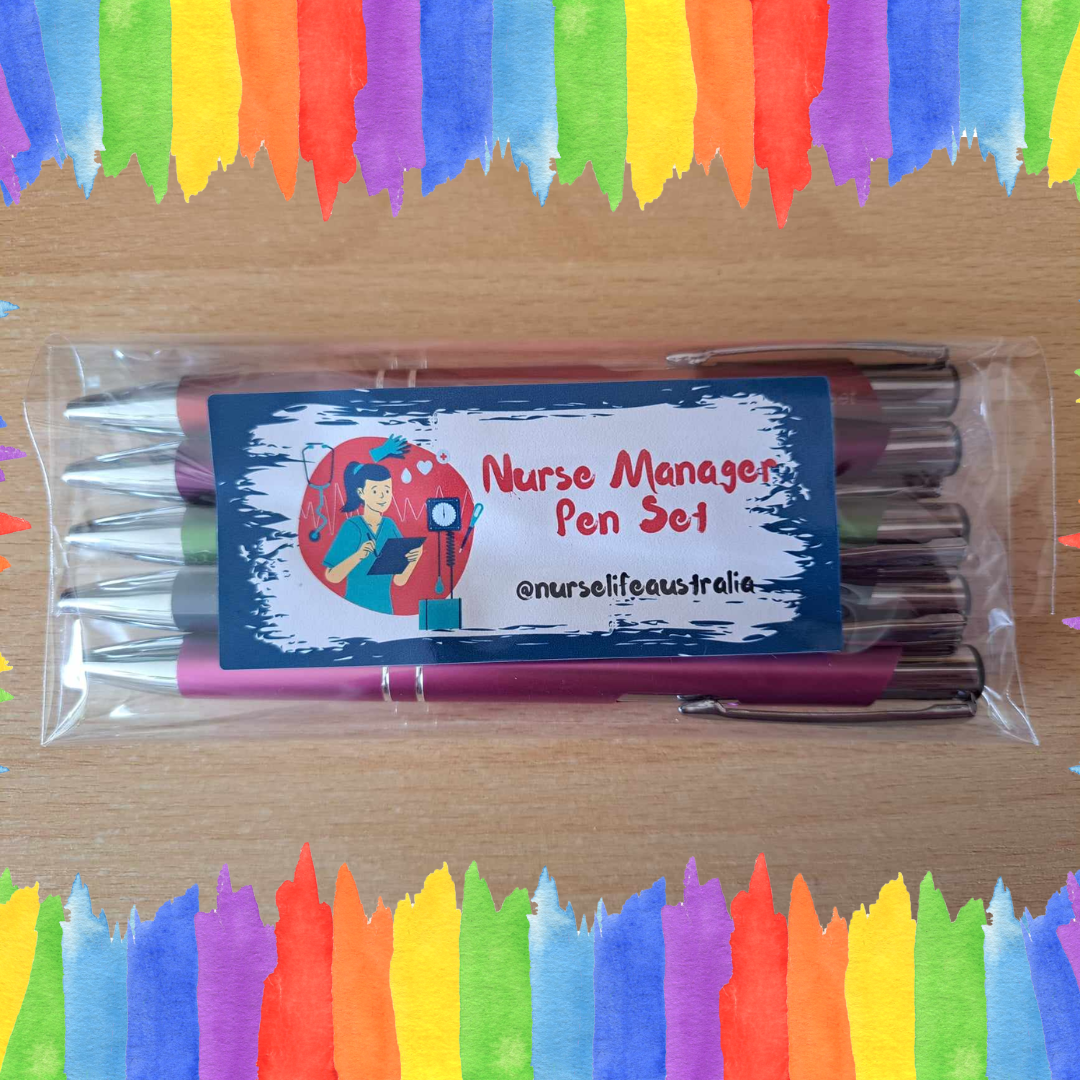 Nurse Manager
Pen Set
@nurselifeaustralia